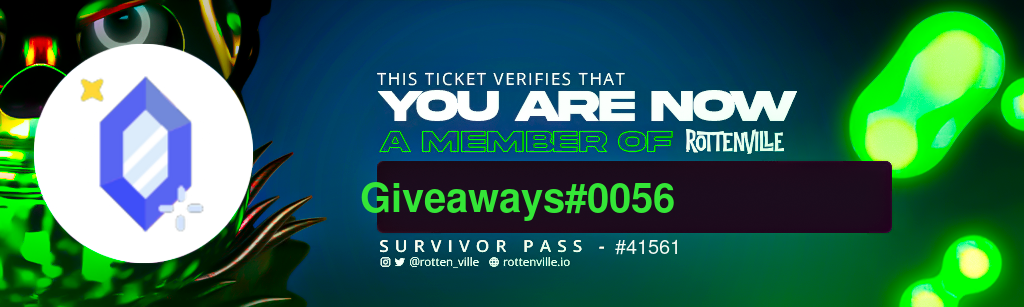 THIS TICKET VERIFIES THAT
YOU ARE NOW
A MEMBER OF ROTTENVILLE
Giveaways#0056
SURVIVOR PASS - #41561
@rotten_ville rottenville.io